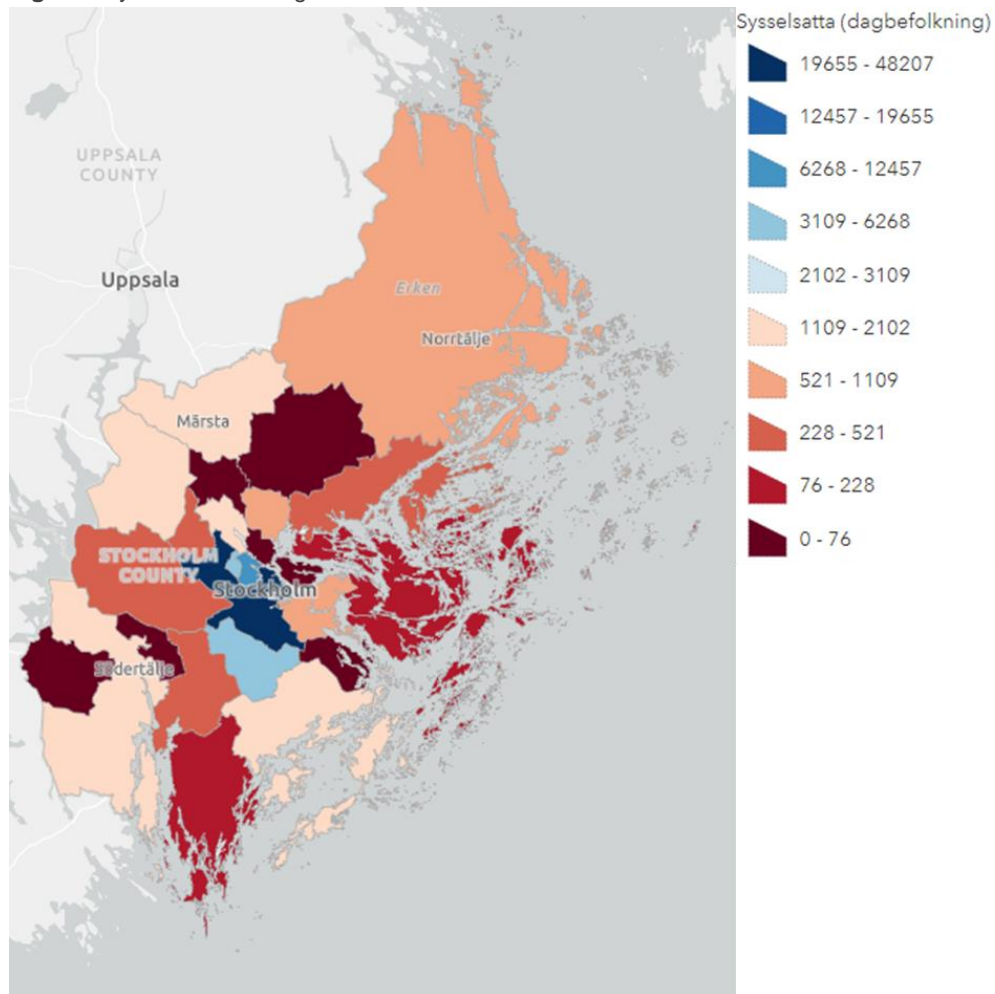 Sysselsatta (dagbefolkning)
19655 - 48207
12457 - 19655
6268 - 12457
3109 - 6268
2102 - 3109
1109 - 2102
521 - 1109
228 - 521
76 - 228
0 - 76
UPPSALA
COUNTY
Uppsala
Erken
Norrtälje
Märsta
STOCKHOLM
COUNTY
Stockholm
Södertälje